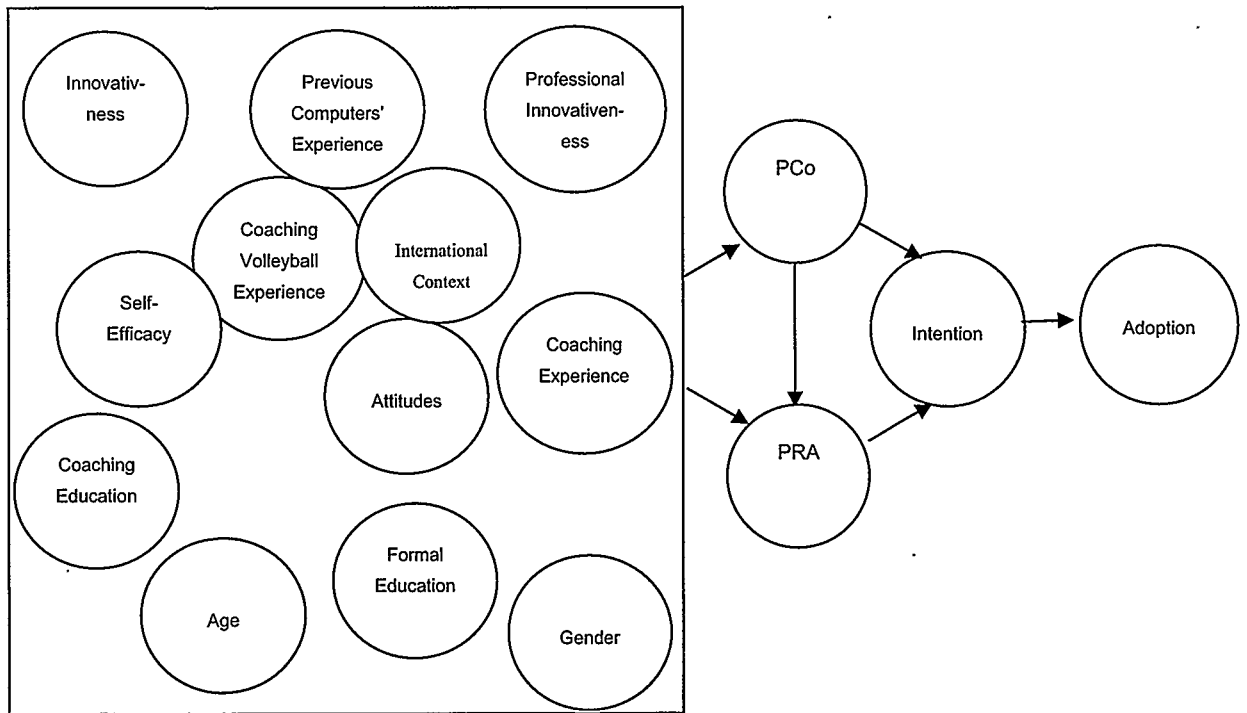 Innovativ-
ness
Previous
Computers'
Experience
Professional
Innovativen-
ess
Coaching
Volleyball
Experience
International
Context
Self-
Efficacy
Attitudes
Coaching
Experience
Coaching
Education
Age
Formal
Education
Gender
PCo
PRA
Intention
Adoption